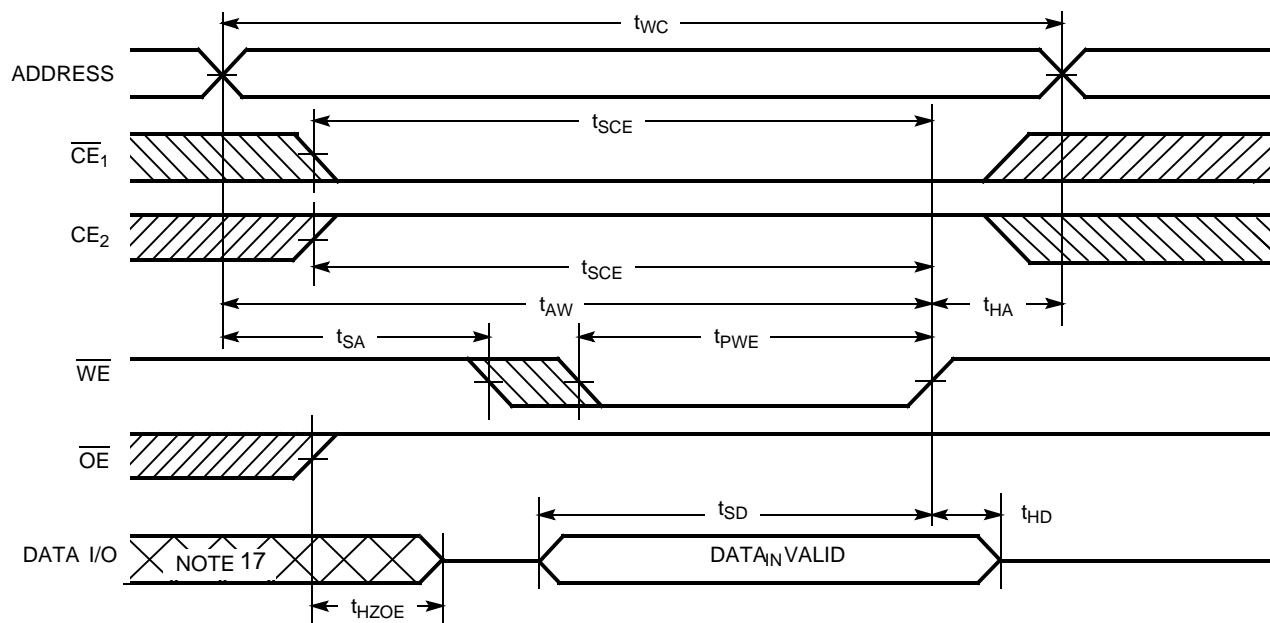 tWC
ADDRESS
tSCE
CE1
CE2
tSCE
tAW
tHA
tSA
tPWE
WE
OE
tSD
tHD
DATA I/O
NOTE 17
DATAIN VALID
tHZOE